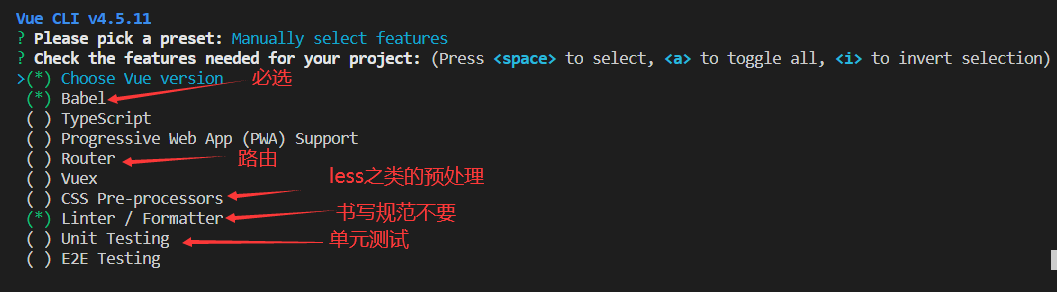 Vue CLI v4.5.11
? Please pick a preset: Manually select features
? Check the features needed for your project: (Press <space> to select, <a> to toggle all, <i> to invert selection)
>(*) Choose Vue version
(*) Babel 必选
( ) TypeScript
( ) Progressive Web App (PWA) Support
( ) Router 路由
( ) Vuex
( ) CSS Pre-processors less之类的预处理
(*) Linter / Formatter 书写规范不要
( ) Unit Testing 单元测试
( ) E2E Testing